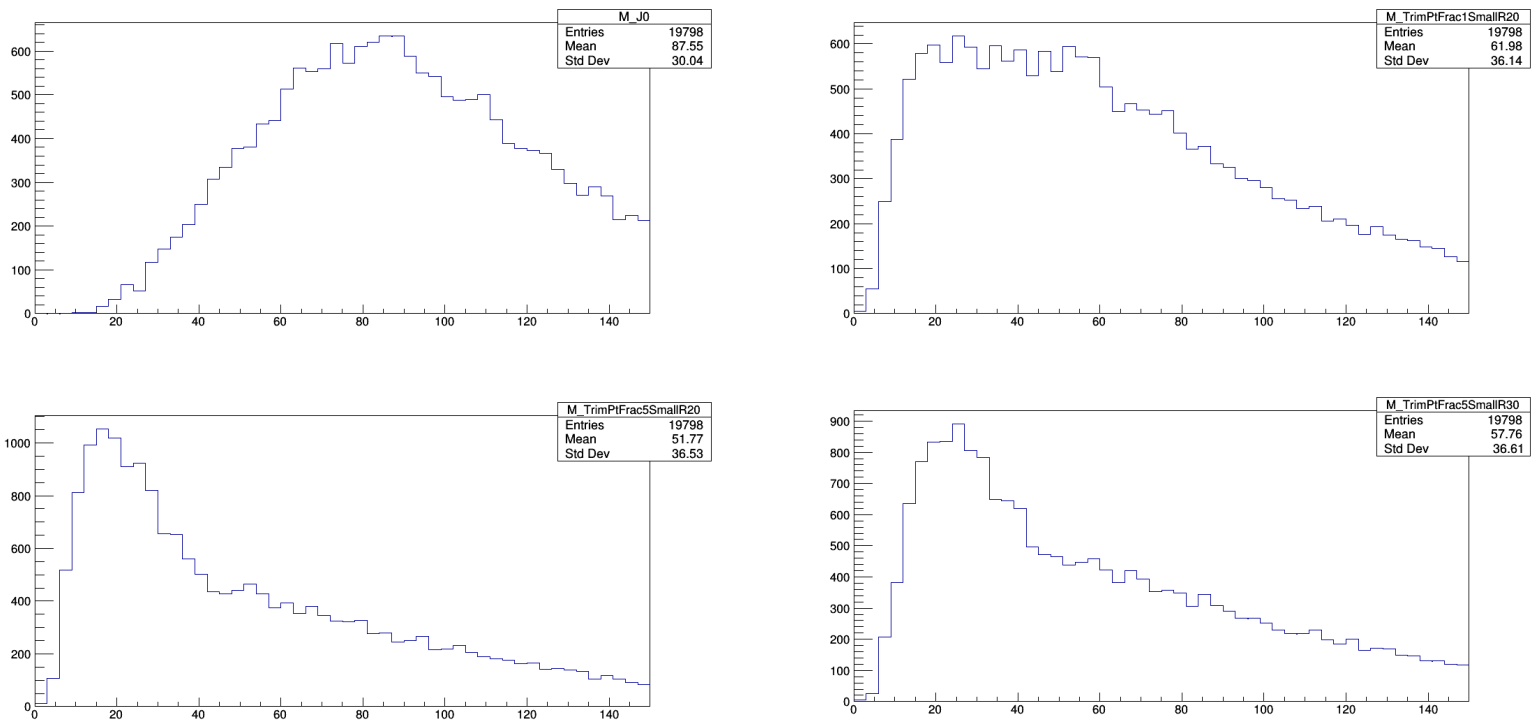 M_J0
Entries 19798
Mean 87.55
Std Dev 30.04
600
500
400
300
200
100
0
0 20 40 60 80 100 120 140
M_TrimPtFrac1SmallR20
Entries 19798
Mean 61.98
Std Dev 36.14
600
500
400
300
200
100
0
0 20 40 60 80 100 120 140
M_TrimPtFrac5SmallR20
Entries 19798
Mean 51.77
Std Dev 36.53
1000
800
600
400
200
0
0 20 40 60 80 100 120 140
M_TrimPtFrac5SmallR30
Entries 19798
Mean 57.76
Std Dev 36.61
900
800
700
600
500
400
300
200
100
0
0 20 40 60 80 100 120 140